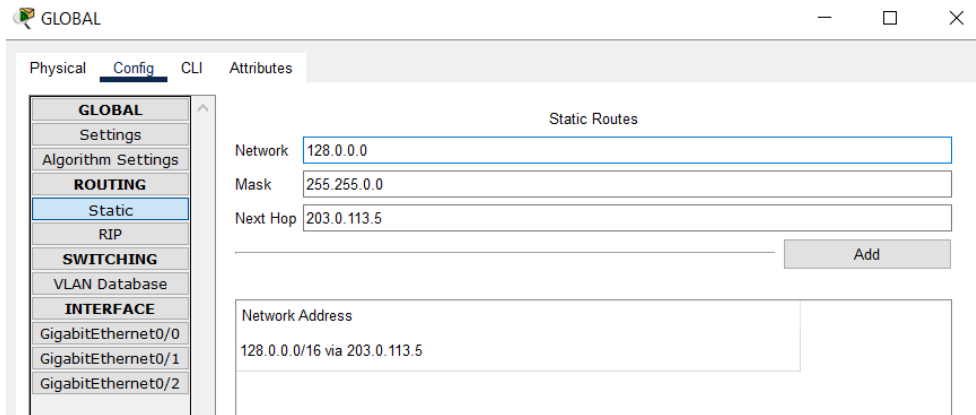 GLOBAL
Physical Config CLI Attributes
GLOBAL
Settings
Algorithm Settings
ROUTING
Static
RIP
SWITCHING
VLAN Database
INTERFACE
GigabitEthernet0/0
GigabitEthernet0/1
GigabitEthernet0/2
Static Routes
Network 128.0.0.0
Mask 255.255.0.0
Next Hop 203.0.113.5
Add
Network Address
128.0.0.0/16 via 203.0.113.5